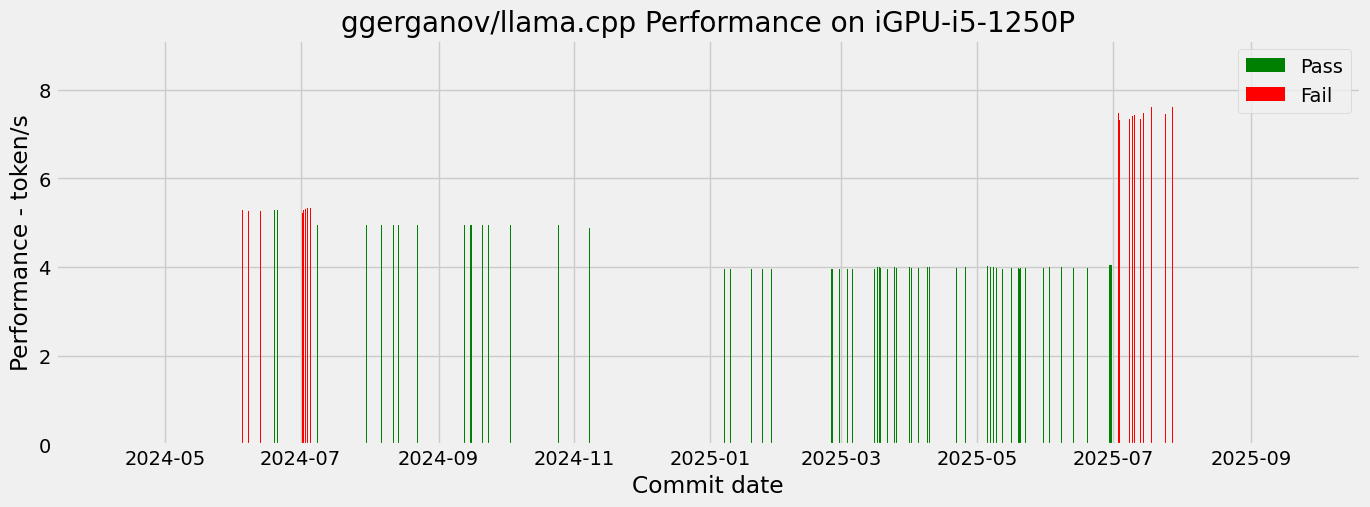 ggerganov/llama.cpp Performance on iGPU-i5-1250P
Pass
Fail
Performance - token/s
8
6
4
2
0
2024-05 2024-07 2024-09 2024-11 2025-01 2025-03 2025-05 2025-07 2025-09
Commit date